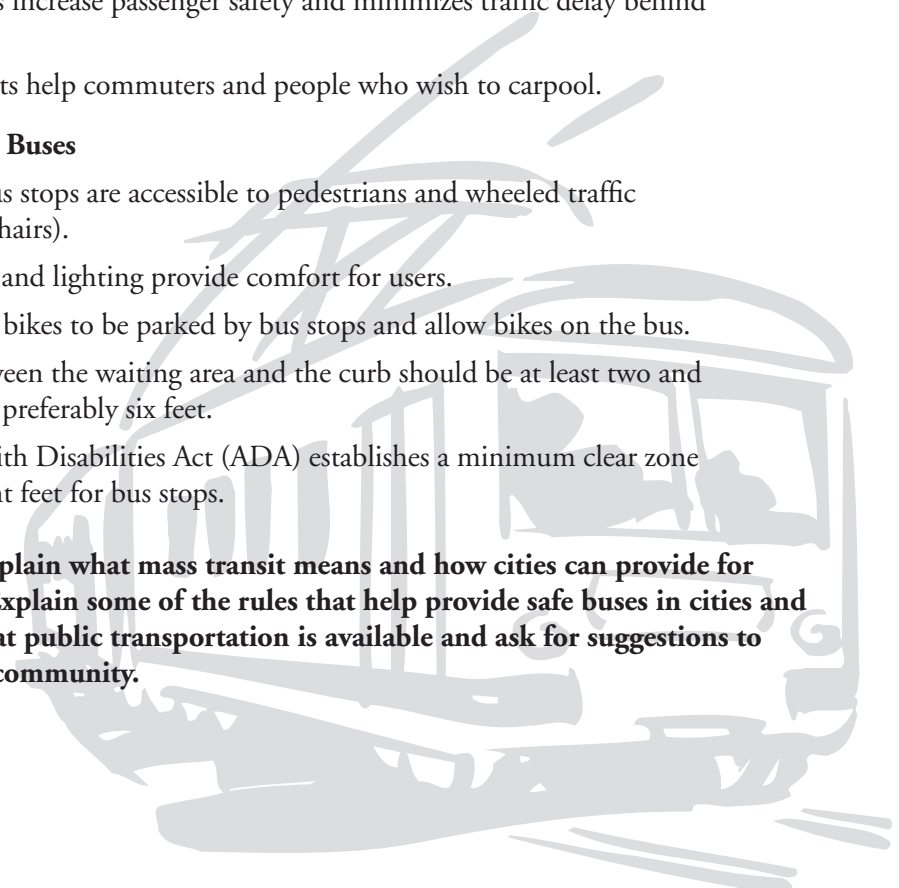 s increase passenger safety and minimizes traffic delay behind
ts help commuters and people who wish to carpool.
Buses
us stops are accessible to pedestrians and wheeled traffic
hairs).
and lighting provide comfort for users.
bikes to be parked by bus stops and allow bikes on the bus.
ween the waiting area and the curb should be at least two and
preferably six feet.
ith Disabilities Act (ADA) establishes a minimum clear zone
nt feet for bus stops.
plain what mass transit means and how cities can provide for
Explain some of the rules that help provide safe buses in cities and
at public transportation is available and ask for suggestions to
community.